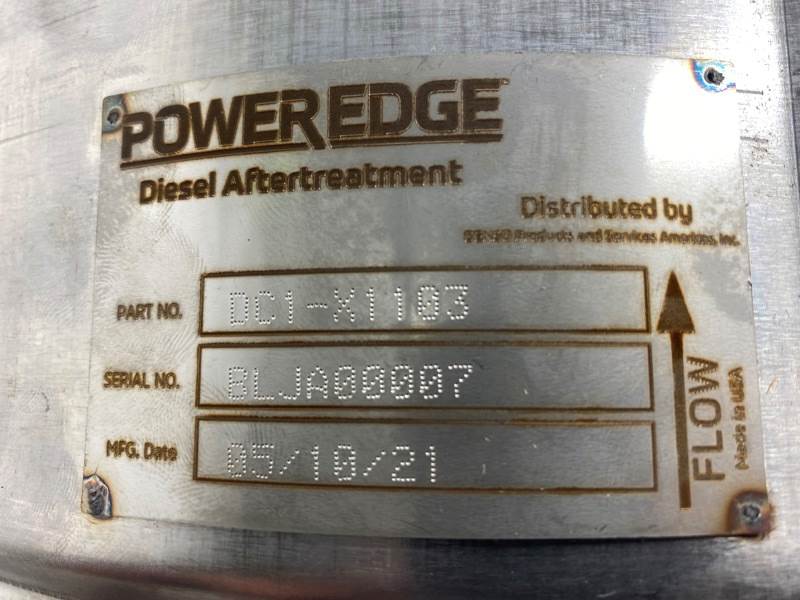 POWEREDGE
Diesel Aftertreatment
Distributed by
Products and Services Americas, Inc.
PART NO. DC1-X1103
SERIAL NO. BLJA00007
MFG. Date 05/10/21
FLOW
Made in USA